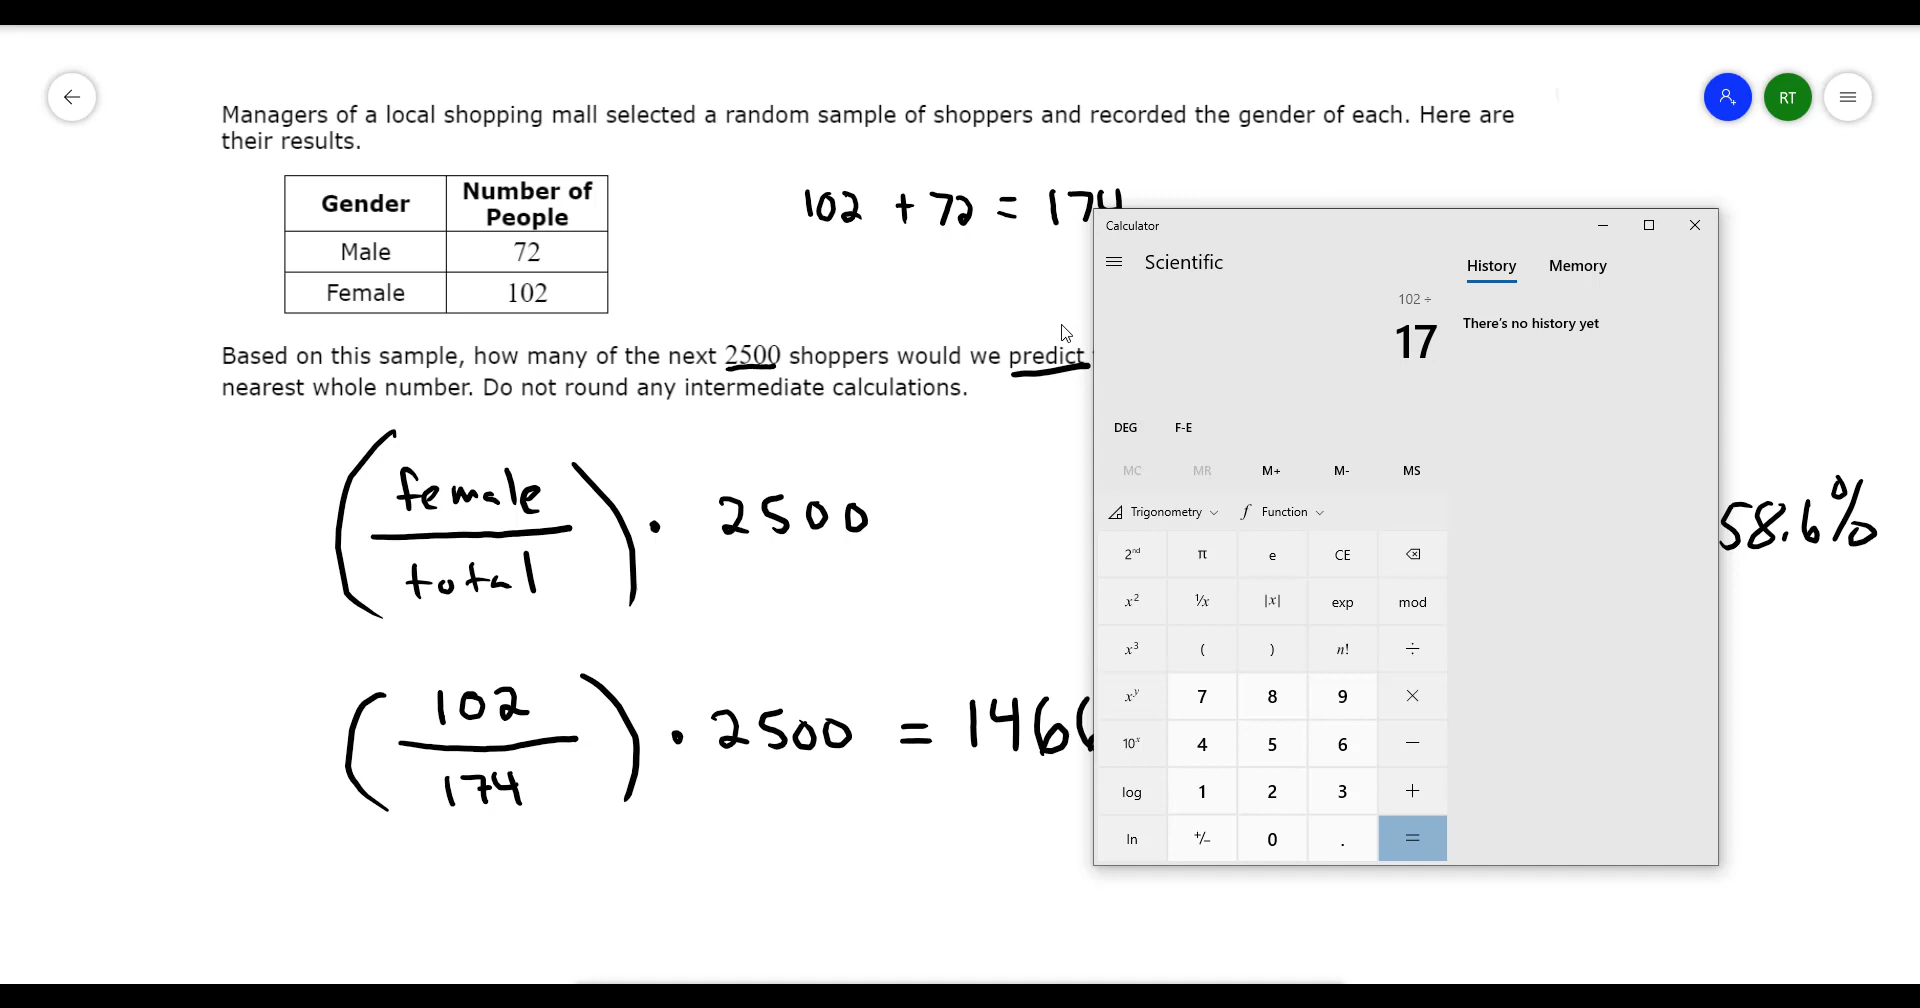 Managers of a local shopping mall selected a random sample of shoppers and recorded the gender of each. Here are
their results.
RT
Gender Number of People
Male 72
Female 102
102 + 72 = 174
Based on this sample, how many of the next 2500 shoppers would we predict
nearest whole number. Do not round any intermediate calculations.
(female / total) · 2500
58.6%
(102 / 174) · 2500 = 1466
Calculator
Scientific
History Memory
102 ÷
17
There's no history yet
DEG F-E
MC MR M+ M- MS
Trigonometry f Function
2nd π e CE
x² ¹/x |x| exp mod
x³ ( ) n! ÷
xʸ 7 8 9 ×
10ˣ 4 5 6 −
log 1 2 3 +
ln +/− 0 . =